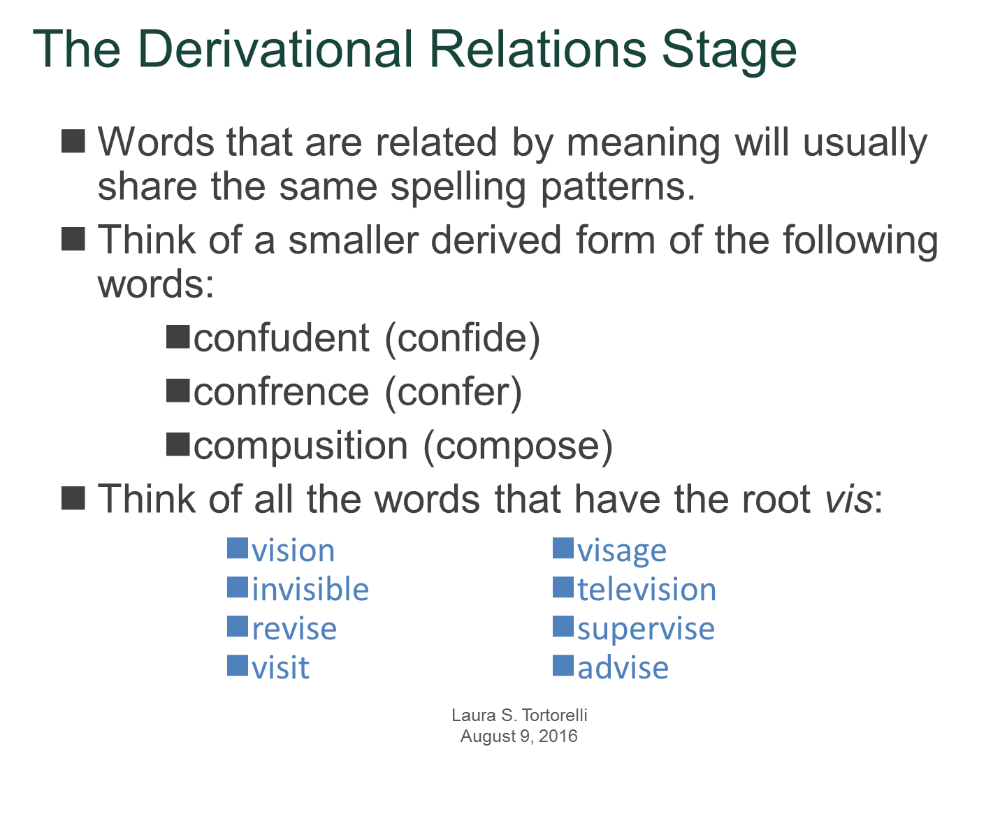 The Derivational Relations Stage
Words that are related by meaning will usually
share the same spelling patterns.
Think of a smaller derived form of the following
words:
confudent (confide)
confrence (confer)
compusition (compose)
Think of all the words that have the root vis:
vision
invisible
revise
visit
visage
television
supervise
advise
Laura S. Tortorelli
August 9, 2016